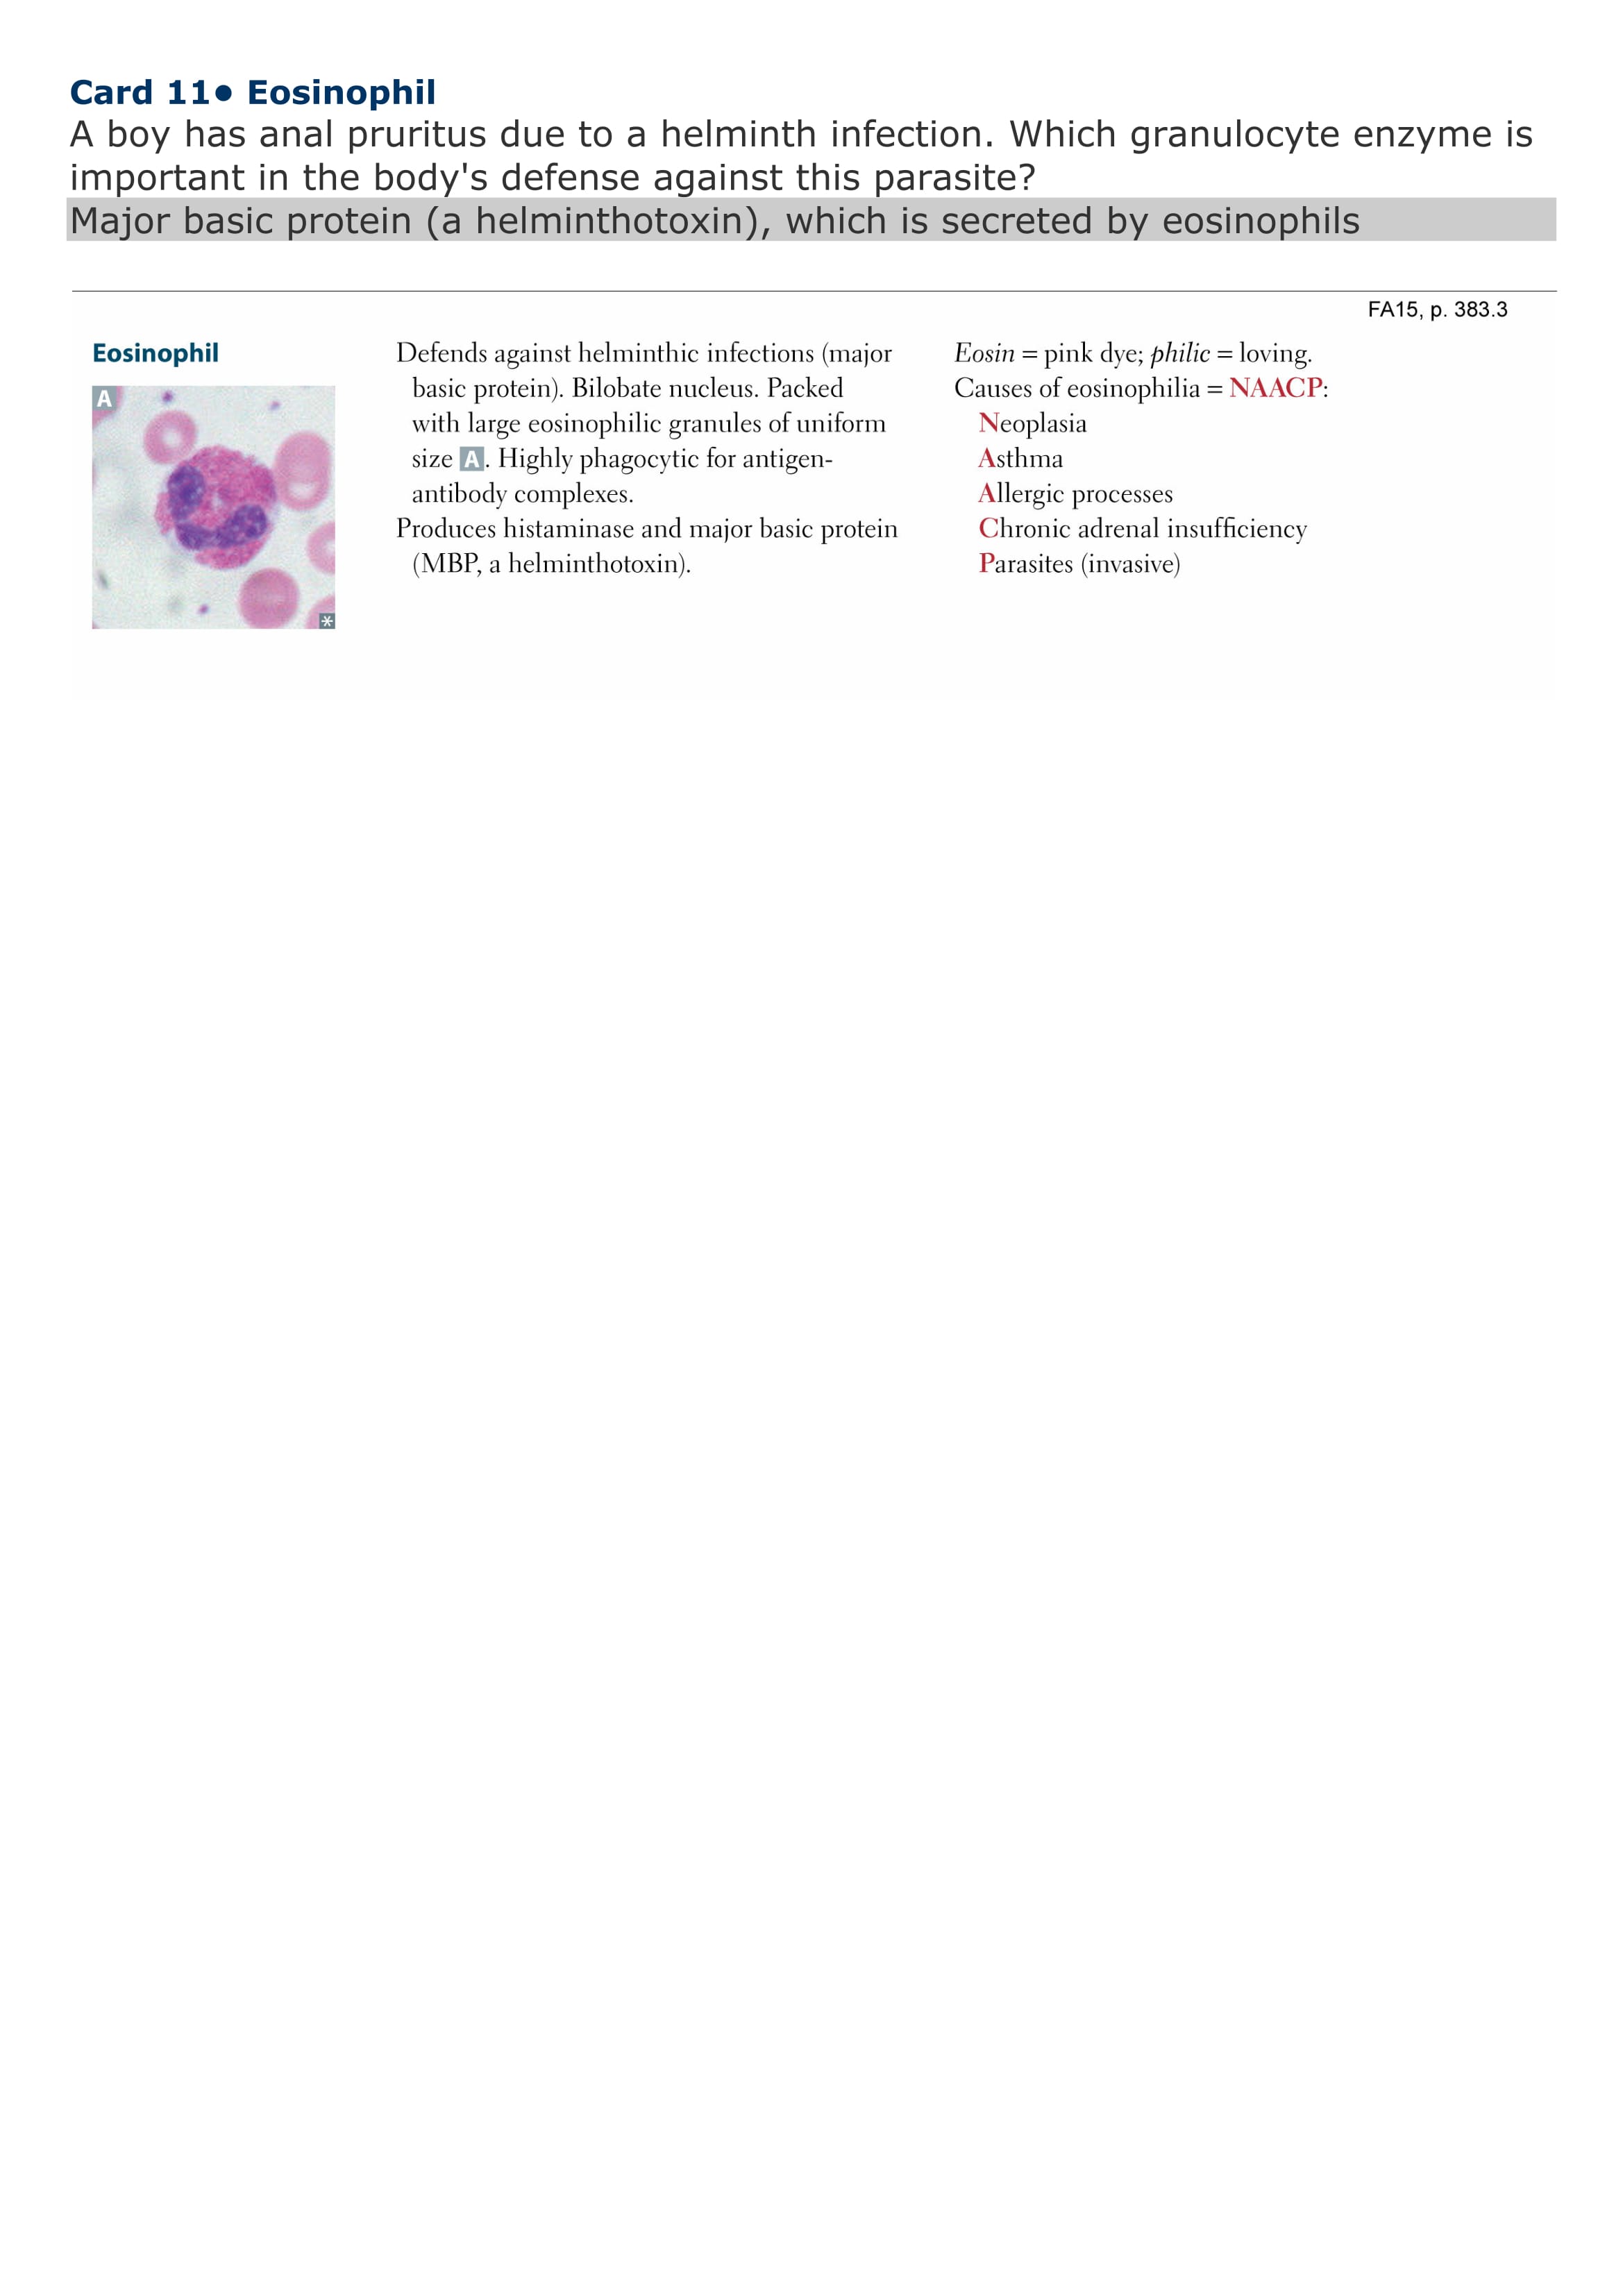 Card 11• Eosinophil
A boy has anal pruritus due to a helminth infection. Which granulocyte enzyme is
important in the body's defense against this parasite?
Major basic protein (a helminthotoxin), which is secreted by eosinophils
FA15, p. 383.3
Eosinophil
A
*
Defends against helminthic infections (major
basic protein). Bilobate nucleus. Packed
with large eosinophilic granules of uniform
size A. Highly phagocytic for antigen-
antibody complexes.
Produces histaminase and major basic protein
(MBP, a helminthotoxin).
Eosin = pink dye; philic = loving.
Causes of eosinophilia = NAACP:
Neoplasia
Asthma
Allergic processes
Chronic adrenal insufficiency
Parasites (invasive)